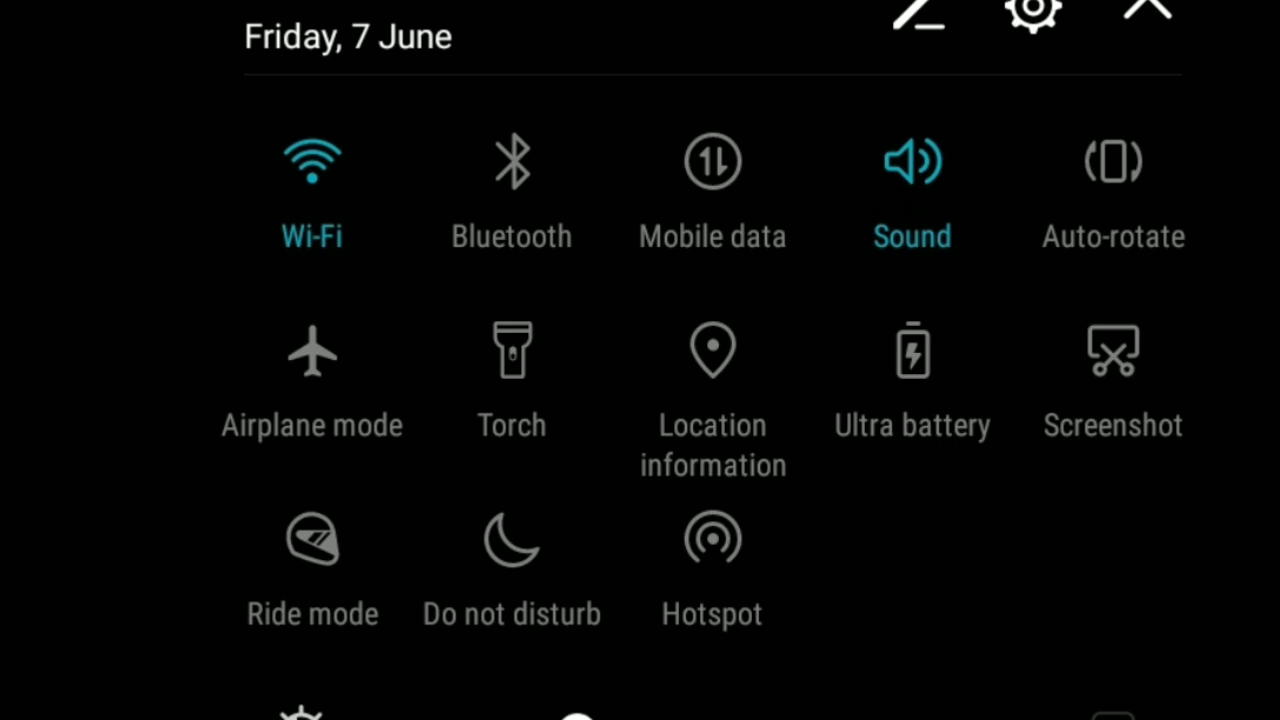 Friday, 7 June
Wi-Fi
Bluetooth
Mobile data
Sound
Auto-rotate
Airplane mode
Torch
Location
information
Ultra battery
Screenshot
Ride mode
Do not disturb
Hotspot